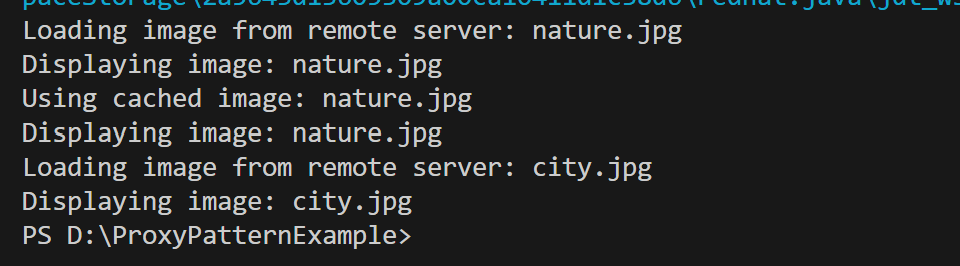 Loading image from remote server: nature.jpg
Displaying image: nature.jpg
Using cached image: nature.jpg
Displaying image: nature.jpg
Loading image from remote server: city.jpg
Displaying image: city.jpg
PS D:\ProxyPatternExample>